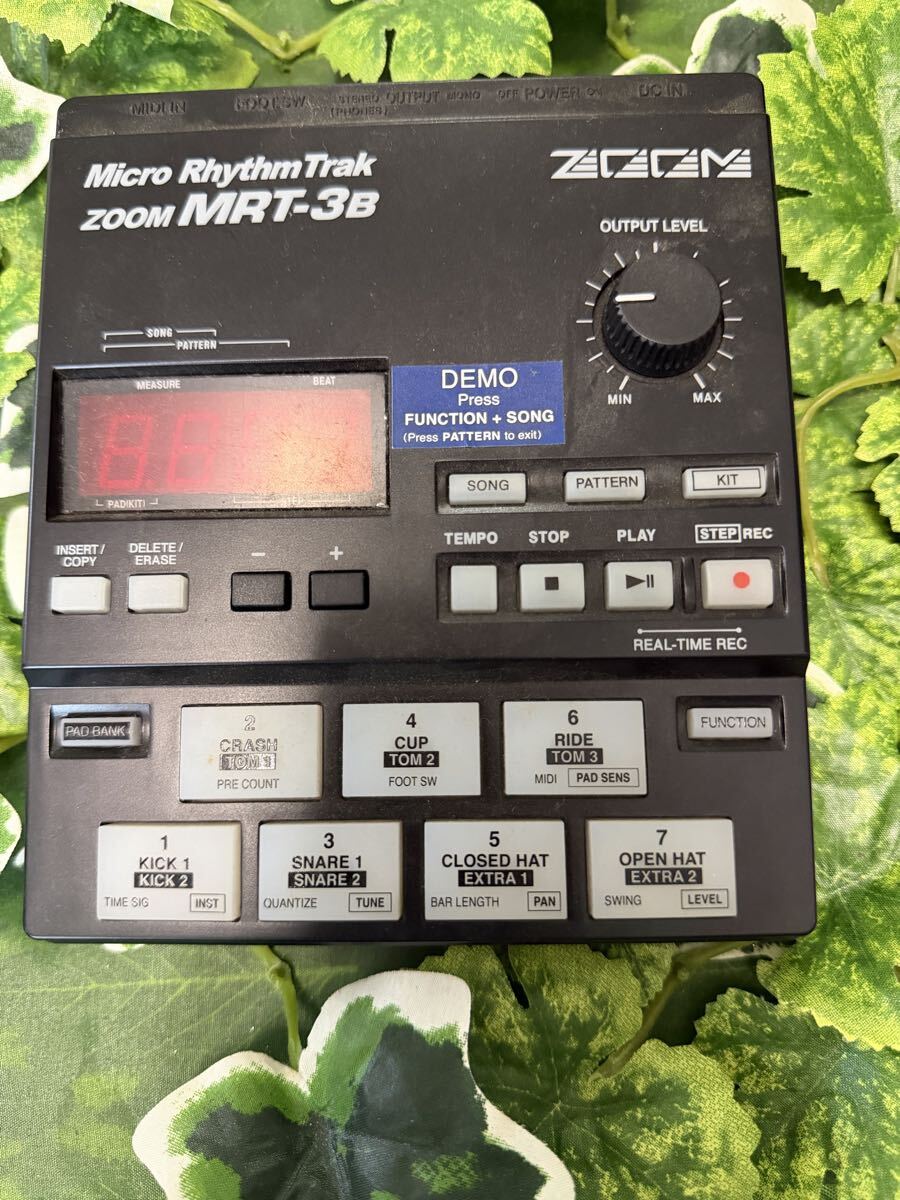 MIDI IN FOOT SW STEREO OUTPUT MONO OFF POWER ON DC IN
(PHONES)
Micro RhythmTrak
ZOOM MRT-3B
ZOOM
OUTPUT LEVEL
MIN MAX
SONG
PATTERN
MEASURE BEAT
PAD(KIT)
DEMO
Press
FUNCTION + SONG
(Press PATTERN to exit)
SONG PATTERN KIT
INSERT/
COPY
DELETE/
ERASE
- +
TEMPO STOP PLAY STEP REC
REAL-TIME REC
PAD BANK
2
CRASH
TOM 1
PRE COUNT
4
CUP
TOM 2
FOOT SW
6
RIDE
TOM 3
MIDI PAD SENS
FUNCTION
1
KICK 1
KICK 2
TIME SIG INST
3
SNARE 1
SNARE 2
QUANTIZE TUNE
5
CLOSED HAT
EXTRA 1
BAR LENGTH PAN
7
OPEN HAT
EXTRA 2
SWING LEVEL